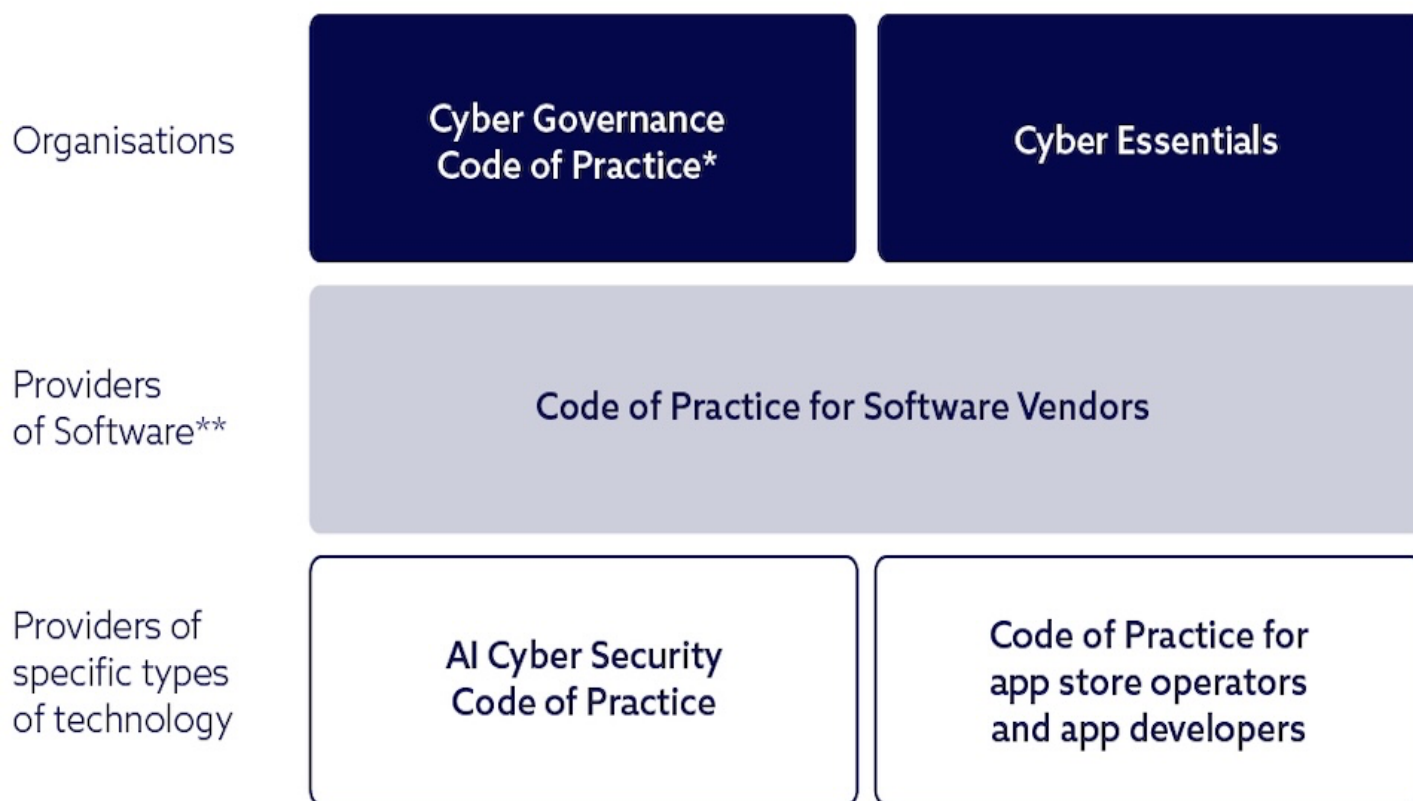 Organisations
Cyber Governance
Code of Practice*
Cyber Essentials
Providers
of Software**
Code of Practice for Software Vendors
Providers of
specific types
of technology
AI Cyber Security
Code of Practice
Code of Practice for
app store operators
and app developers